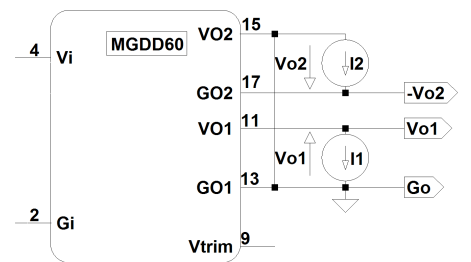 15
VO2
MGDD60
4
Vi
Vo2
I2
17
GO2
-Vo2
11
VO1
Vo1
Vo1
I1
13
GO1
Go
2
Gi
9
Vtrim